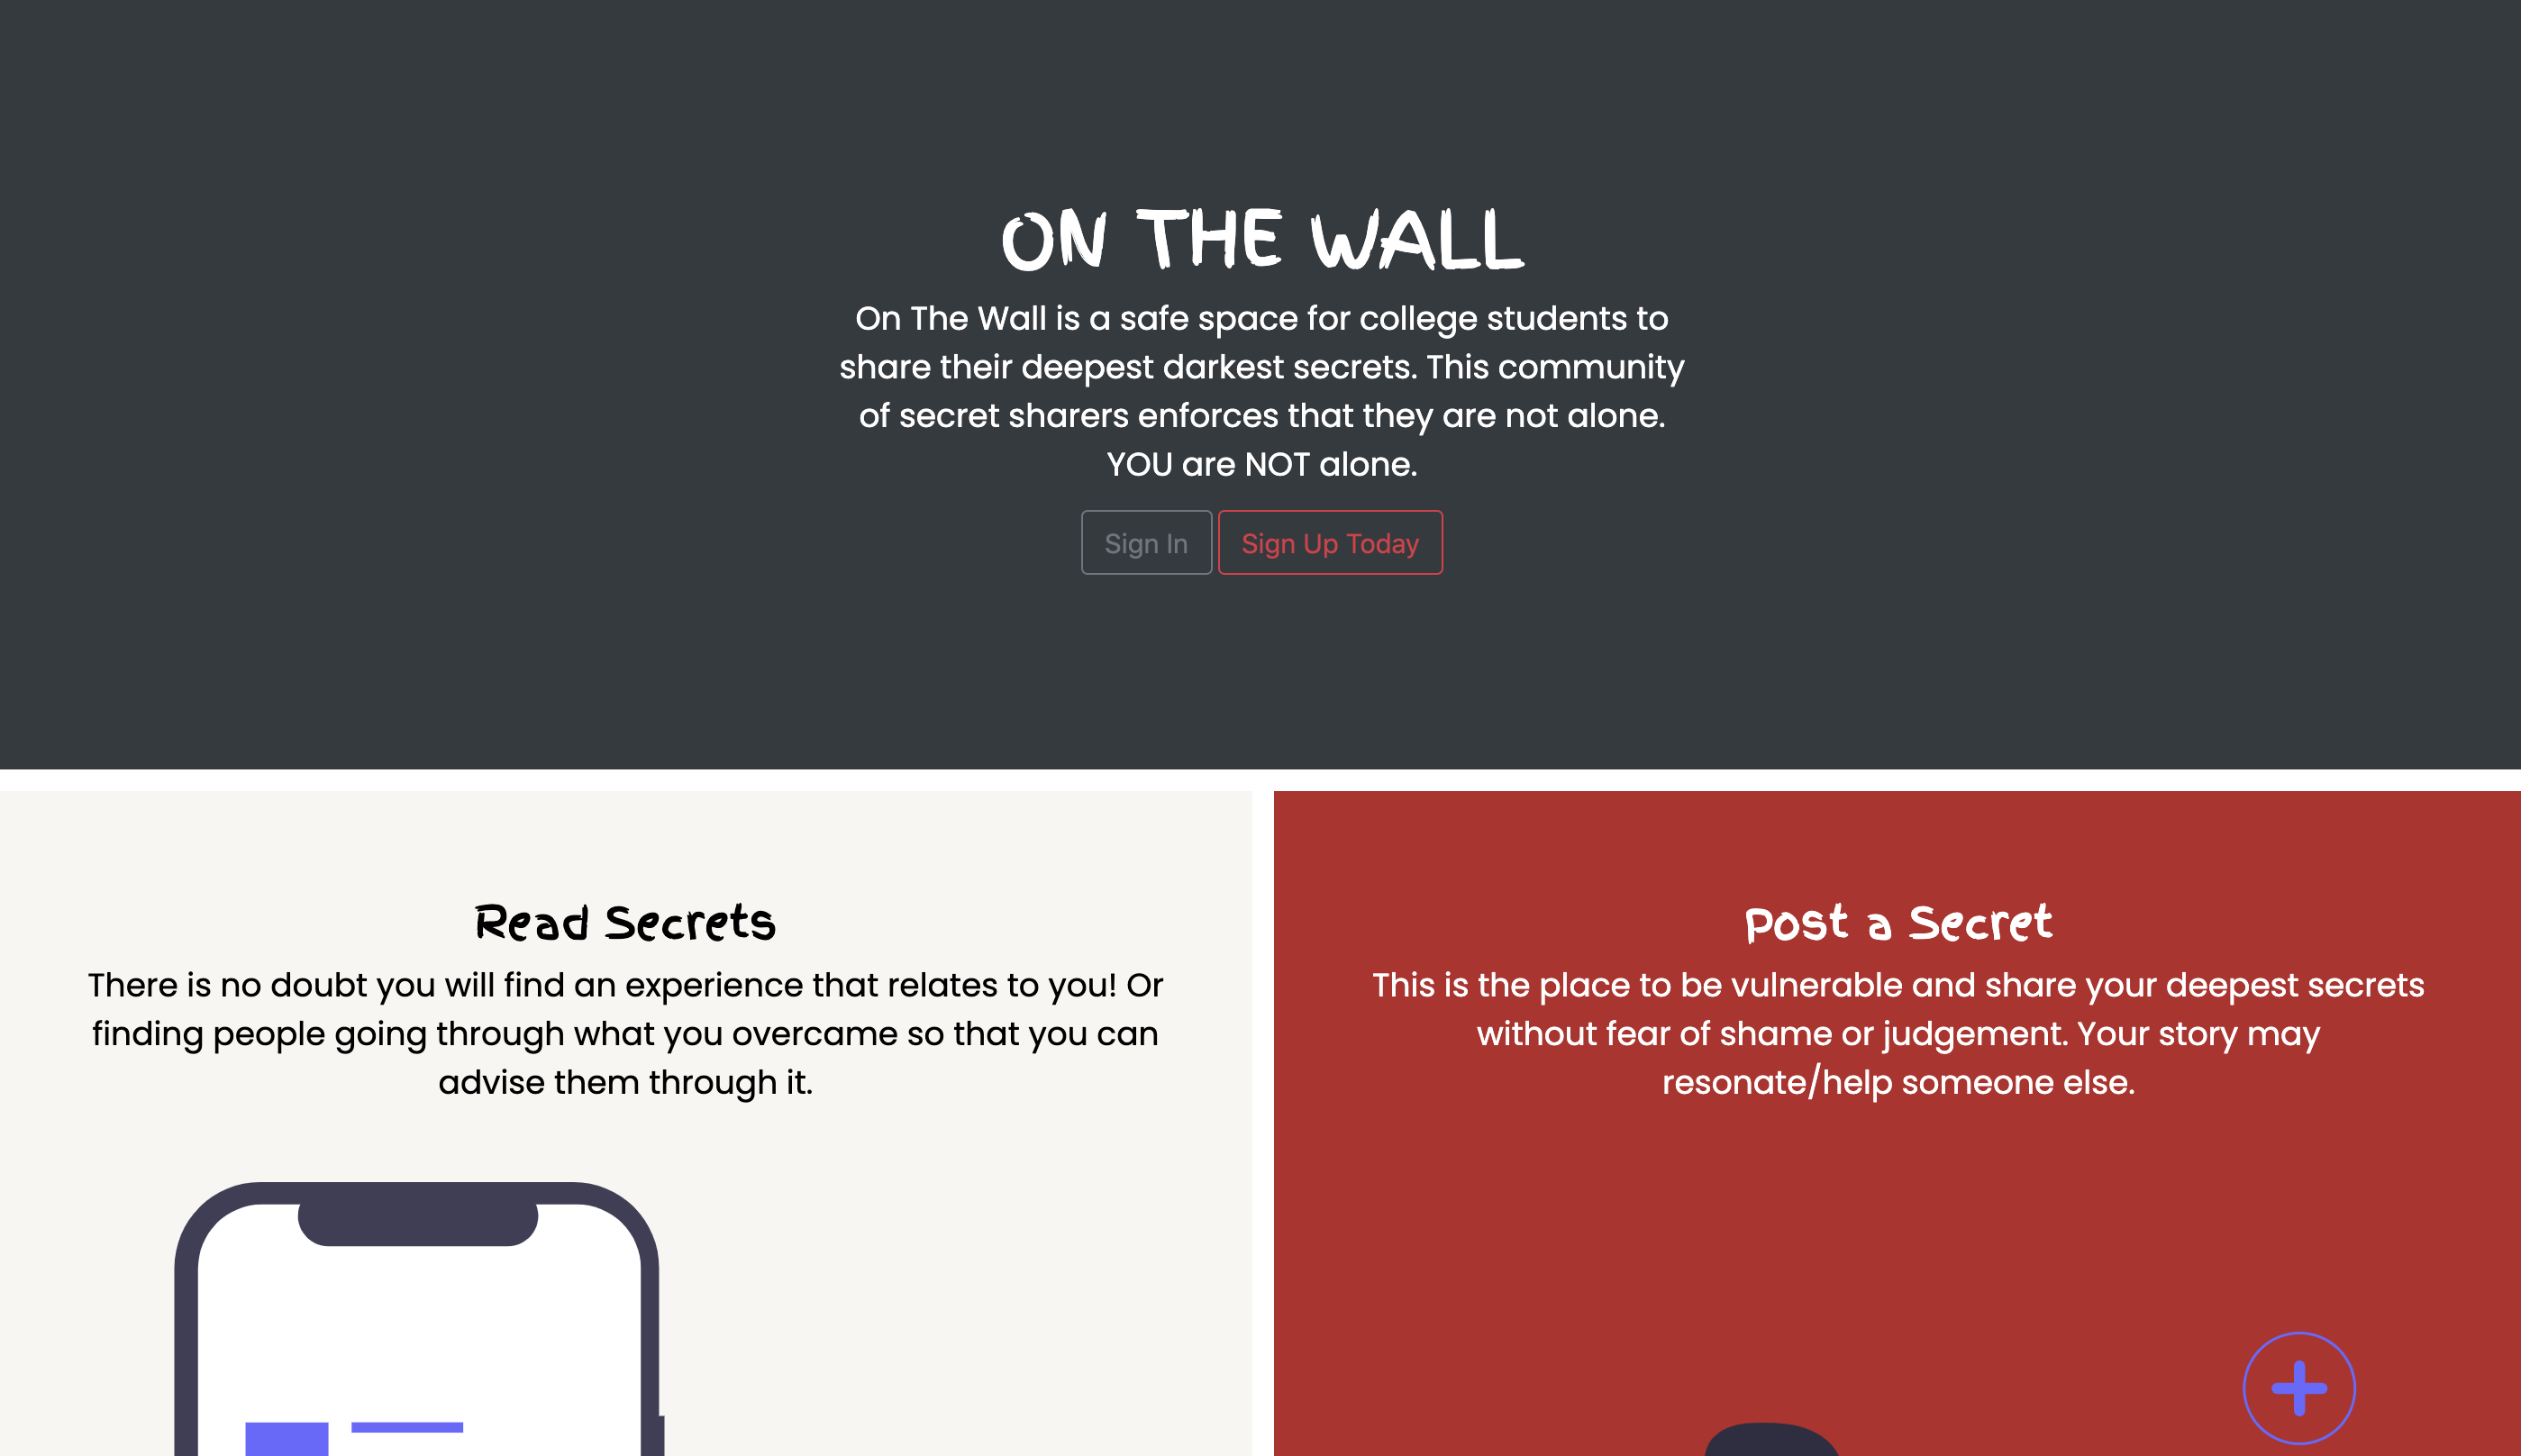 ON THE WALL
On The Wall is a safe space for college students to
share their deepest darkest secrets. This community
of secret sharers enforces that they are not alone.
YOU are NOT alone.
Sign In
Sign Up Today
Read Secrets
There is no doubt you will find an experience that relates to you! Or
finding people going through what you overcame so that you can
advise them through it.
Post a Secret
This is the place to be vulnerable and share your deepest secrets
without fear of shame or judgement. Your story may
resonate/help someone else.